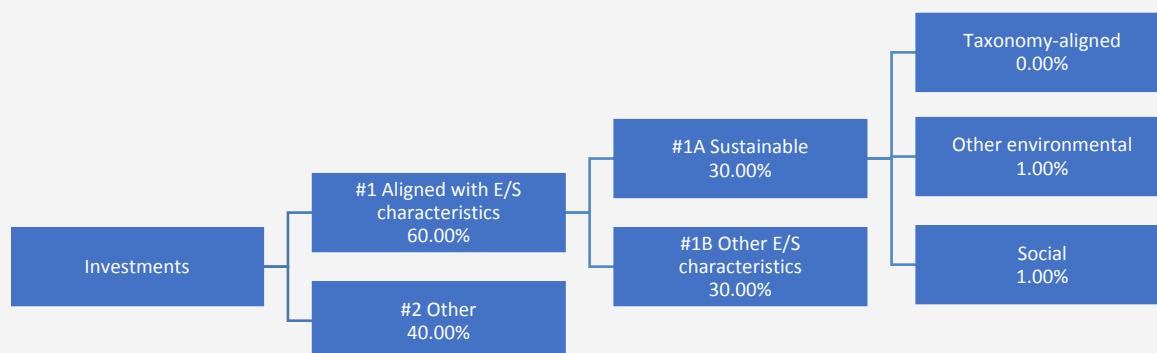 Investments
#1 Aligned with E/S
characteristics
60.00%
#2 Other
40.00%
#1A Sustainable
30.00%
#1B Other E/S
characteristics
30.00%
Taxonomy-aligned
0.00%
Other environmental
1.00%
Social
1.00%